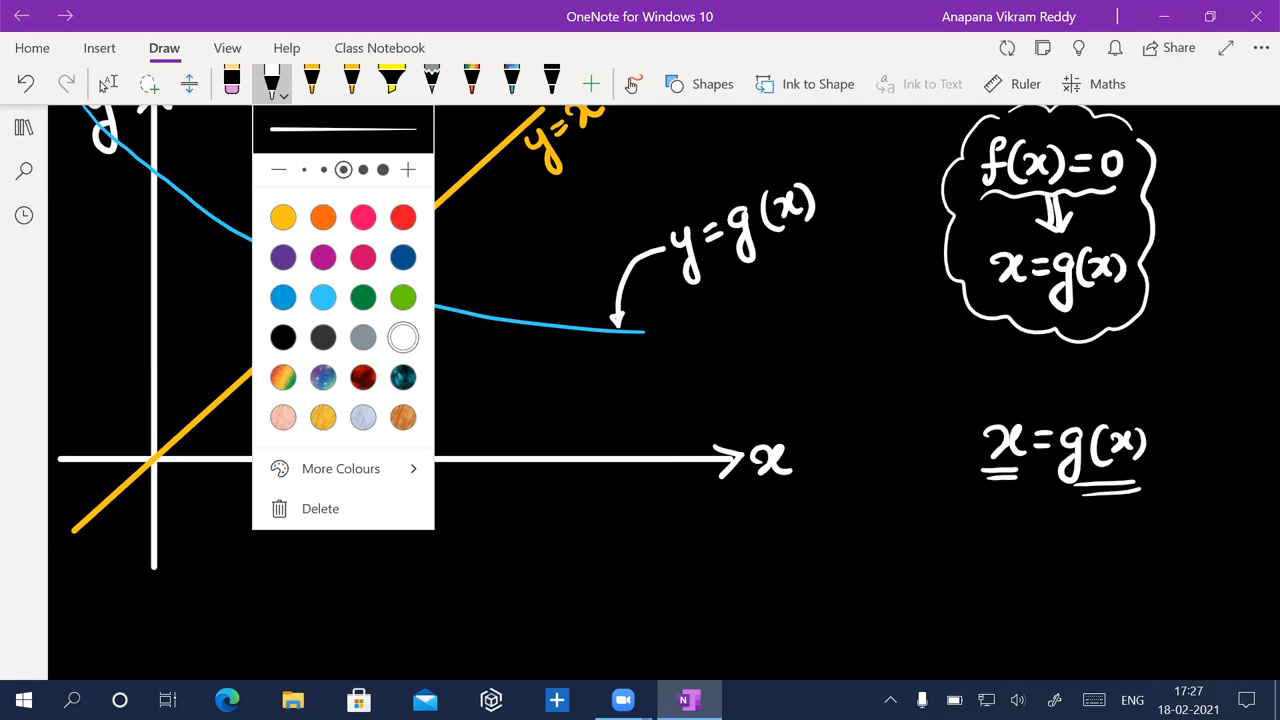 OneNote for Windows 10
Anapana Vikram Reddy
Home Insert Draw View Help Class Notebook
Share
Shapes Ink to Shape Ink to Text Ruler Maths
y
y=x
f(x)=0
y=g(x)
x=g(x)
x=g(x)
x
More Colours
Delete
ENG
17:27
18-02-2021